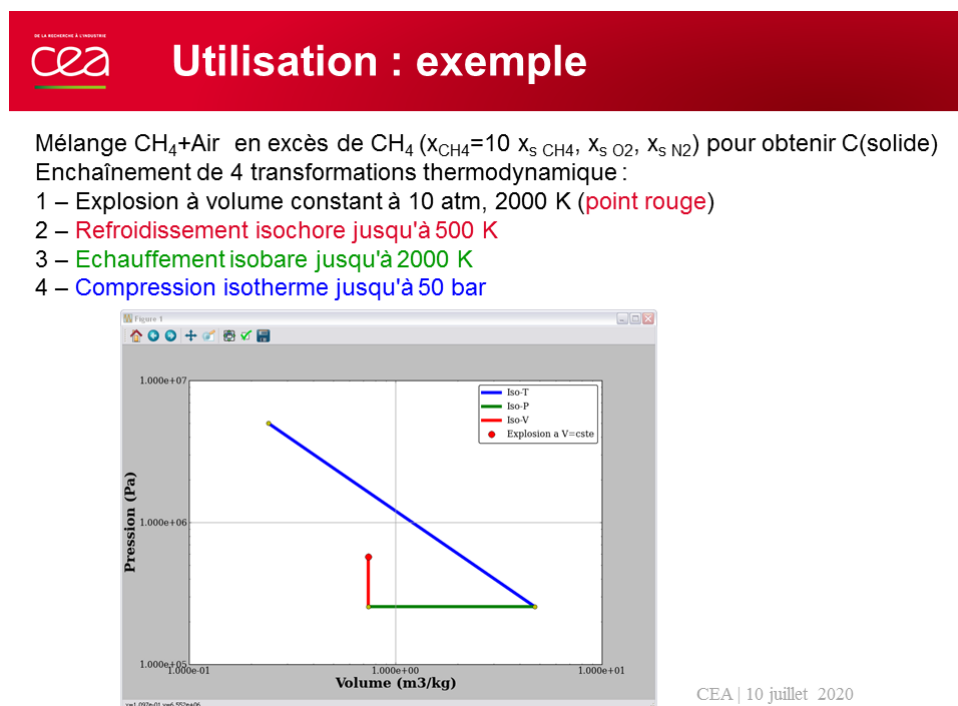 DE LA RECHERCHE À L'INDUSTRIE
cea
Utilisation : exemple
Mélange CH4+Air en excès de CH4 (xCH4=10 xs CH4, xs O2, xs N2) pour obtenir C(solide)
Enchaînement de 4 transformations thermodynamique :
1 – Explosion à volume constant à 10 atm, 2000 K (point rouge)
2 – Refroidissement isochore jusqu'à 500 K
3 – Echauffement isobare jusqu'à 2000 K
4 – Compression isotherme jusqu'à 50 bar
Figure 1
1.000e+07
Iso-T
Iso-P
Iso-V
Explosion a V=cste
Pression (Pa)
1.000e+06
1.000e+05
1.000e-01
1.000e+00
1.000e+01
Volume (m3/kg)
CEA | 10 juillet 2020